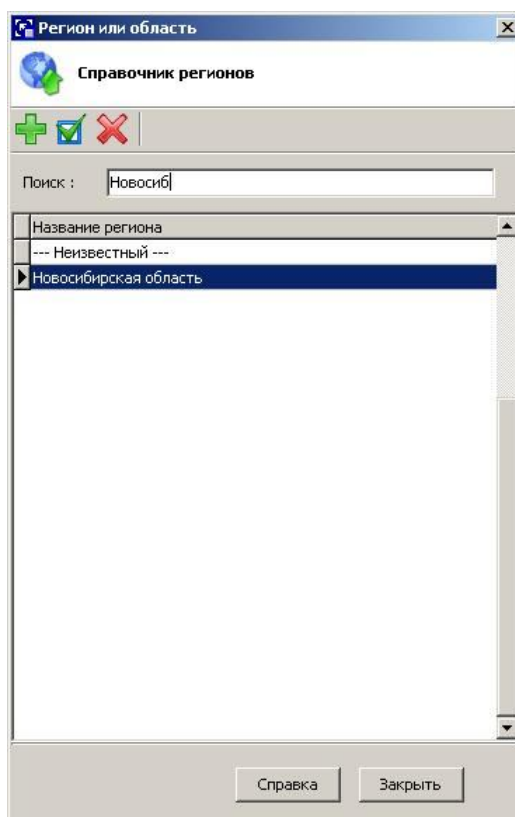 Регион или область
Справочник регионов
Поиск :
Новосиб
Название региона
--- Неизвестный ---
Новосибирская область
Справка
Закрыть